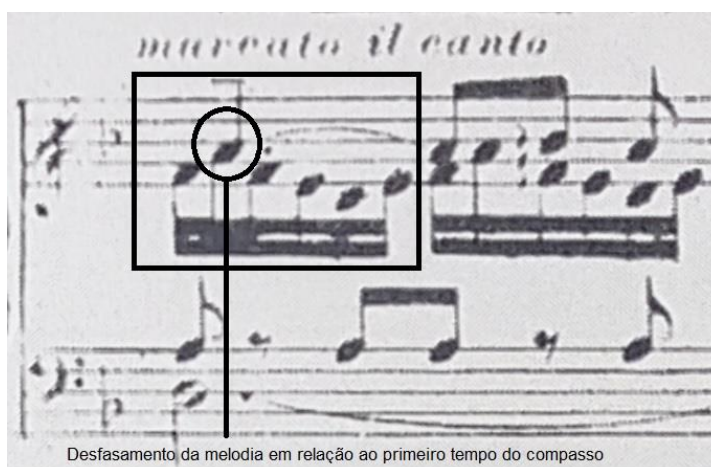 marcato il canto
Desfasamento da melodia em relação ao primeiro tempo do compasso